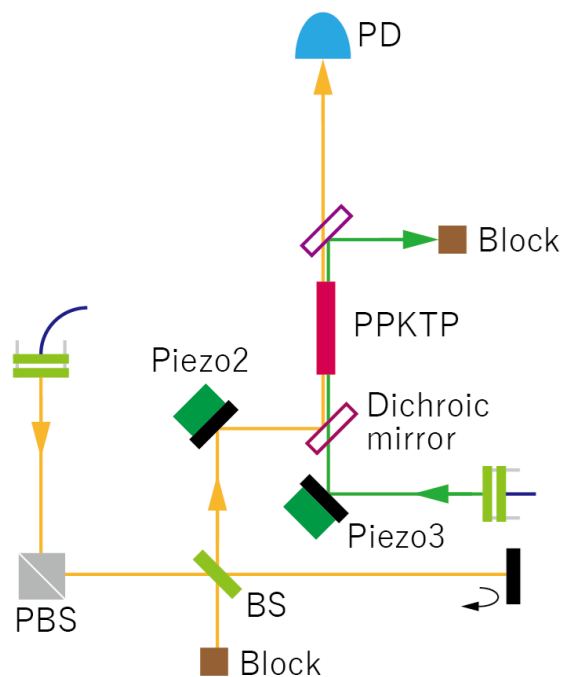 PD
Block
PPKTP
Piezo2
Dichroic
mirror
Piezo3
PBS
BS
Block